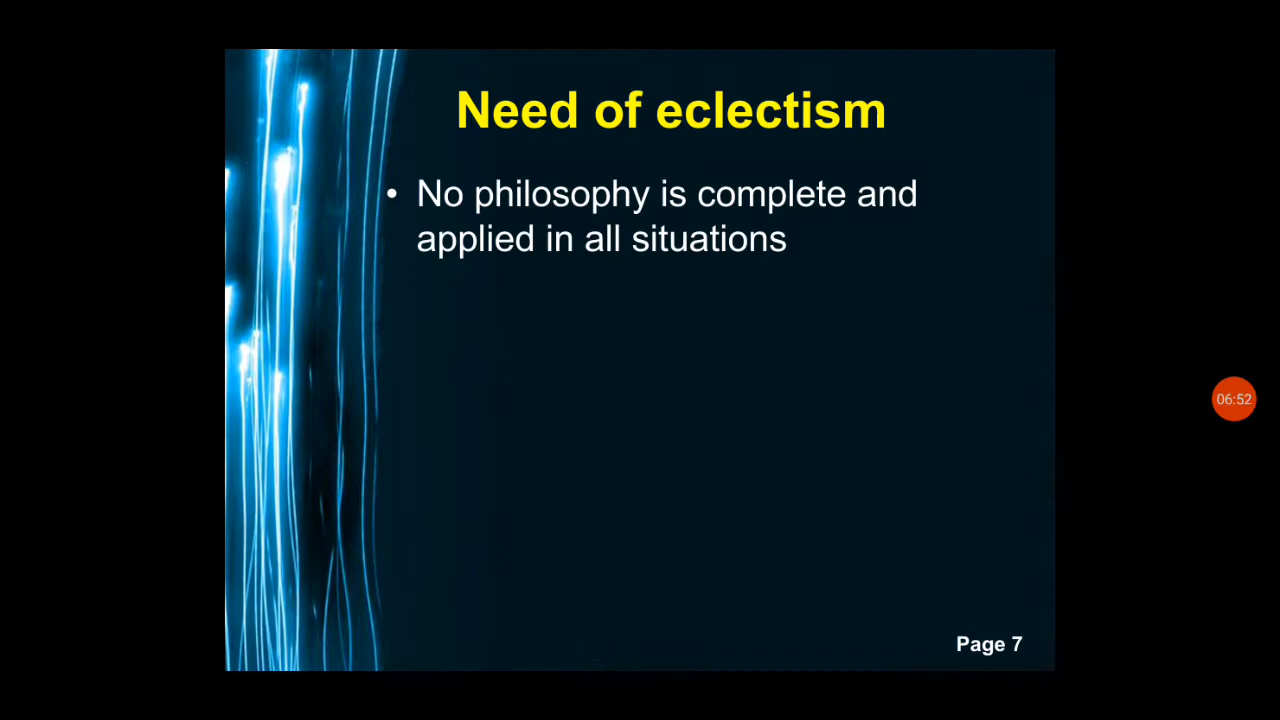 Need of eclectism
• No philosophy is complete and
applied in all situations
06:52
Page 7